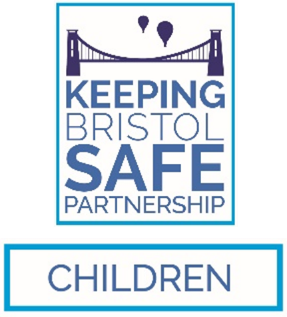 KEEPING
BRISTOL
SAFE
PARTNERSHIP
CHILDREN